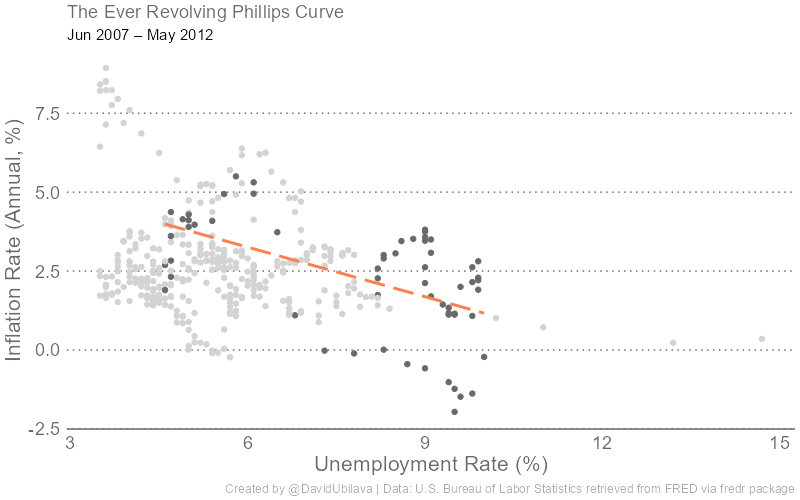 The Ever Revolving Phillips Curve
Jun 2007 – May 2012
Inflation Rate (Annual, %)
7.5
5.0
2.5
0.0
-2.5
3 6 9 12 15
Unemployment Rate (%)
Created by @DavidUbilava | Data: U.S. Bureau of Labor Statistics retrieved from FRED via fredr package